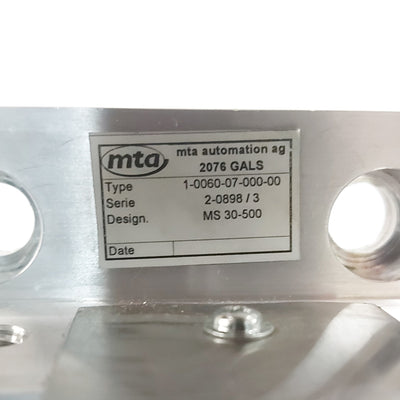 mta
mta automation ag
2076 GALS
Type 1-0060-07-000-00
Serie 2-0898 / 3
Design. MS 30-500
Date